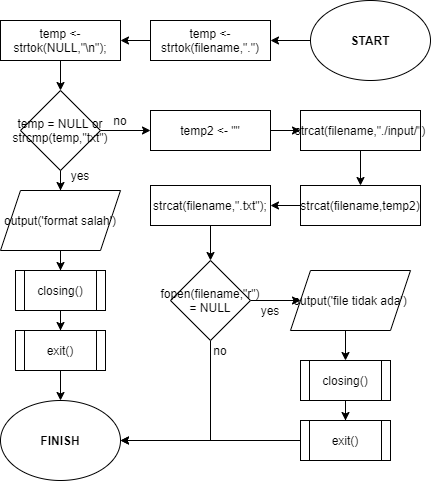 START
temp <-
strtok(filename,".")
temp <-
strtok(NULL,"\n");
temp = NULL or
strcmp(temp,"txt")
no
temp2 <- ""
strcat(filename,"./input/")
strcat(filename,temp2)
strcat(filename,".txt");
yes
output('format salah')
closing()
exit()
FINISH
fopen(filename,"r")
= NULL
yes
no
output('file tidak ada')
closing()
exit()